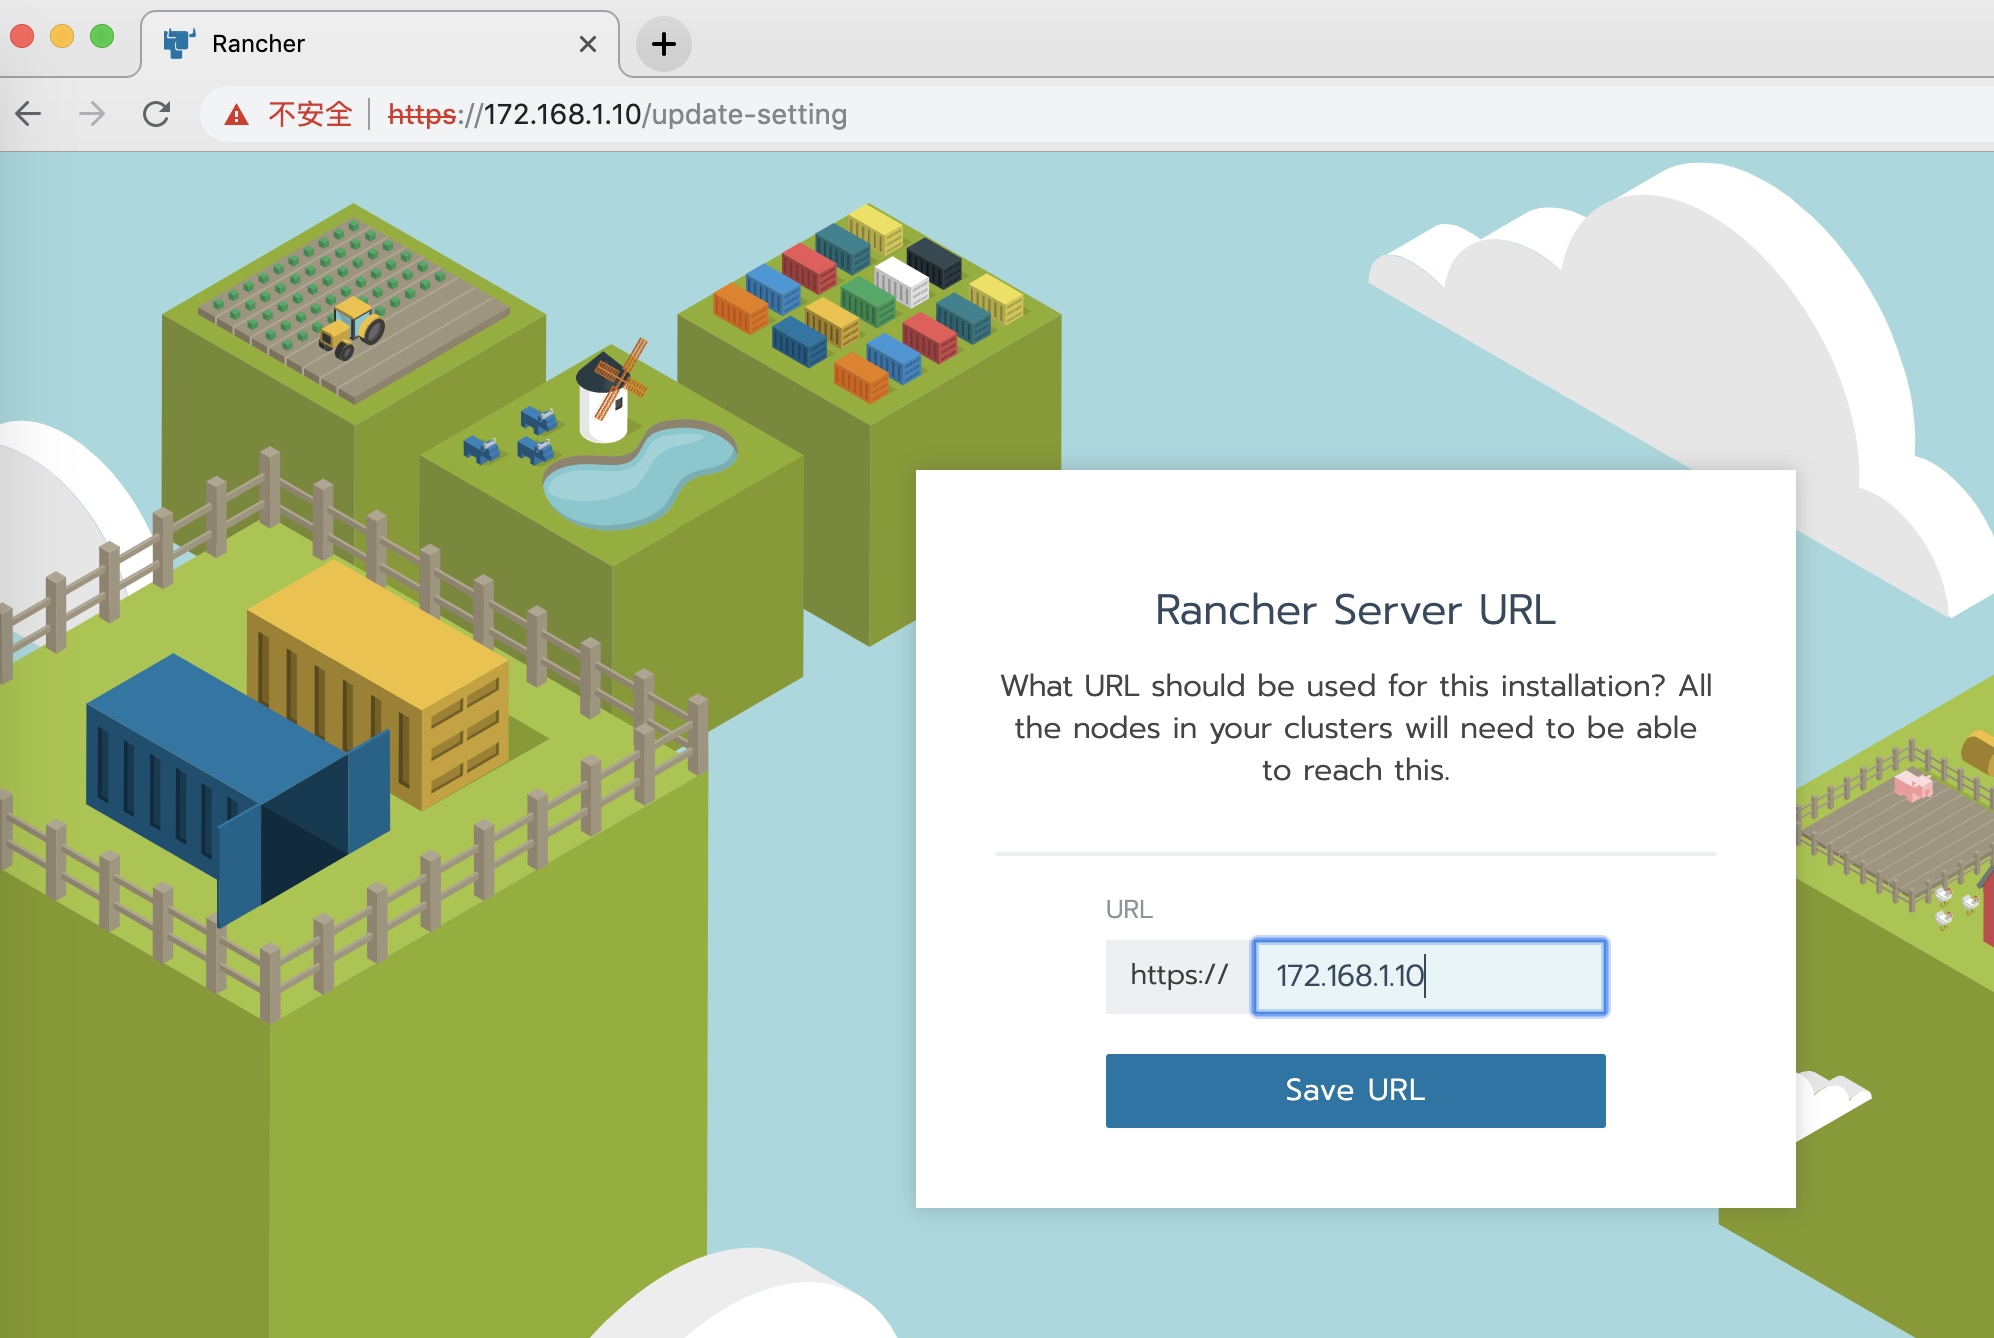 Rancher
不安全 | https://172.168.1.10/update-setting
Rancher Server URL
What URL should be used for this installation? All
the nodes in your clusters will need to be able
to reach this.
URL
https:// 172.168.1.10
Save URL